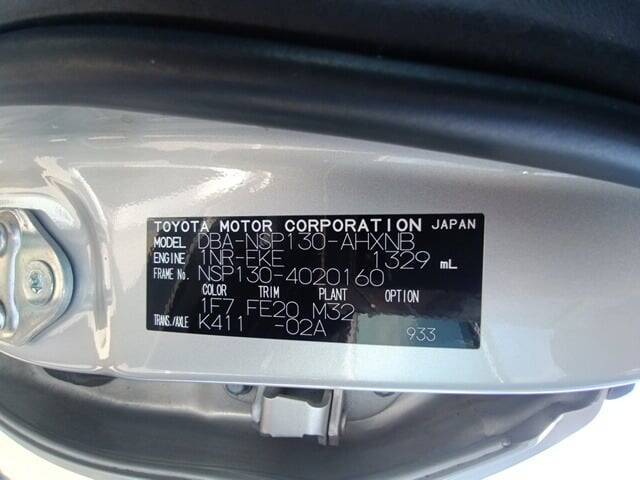 TOYOTA MOTOR CORPORATION JAPAN
MODEL DBA-NSP130-AHXNB
ENGINE 1NR-FKE 1329 mL
FRAME No. NSP130-4020160
COLOR TRIM PLANT OPTION
1F7 FE20 M32
TRANS./AXLE K411 -02A 933